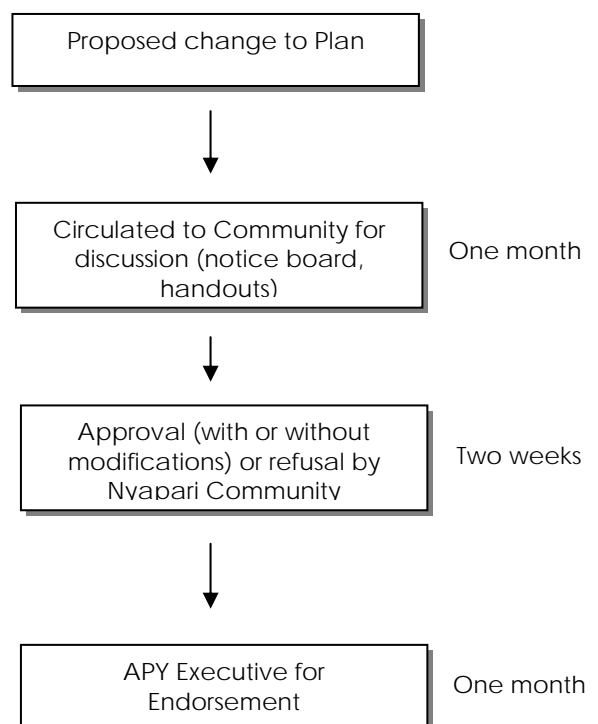 Proposed change to Plan
Circulated to Community for
discussion (notice board,
handouts)
One month
Approval (with or without
modifications) or refusal by
Nyapari Community
Two weeks
APY Executive for
Endorsement
One month